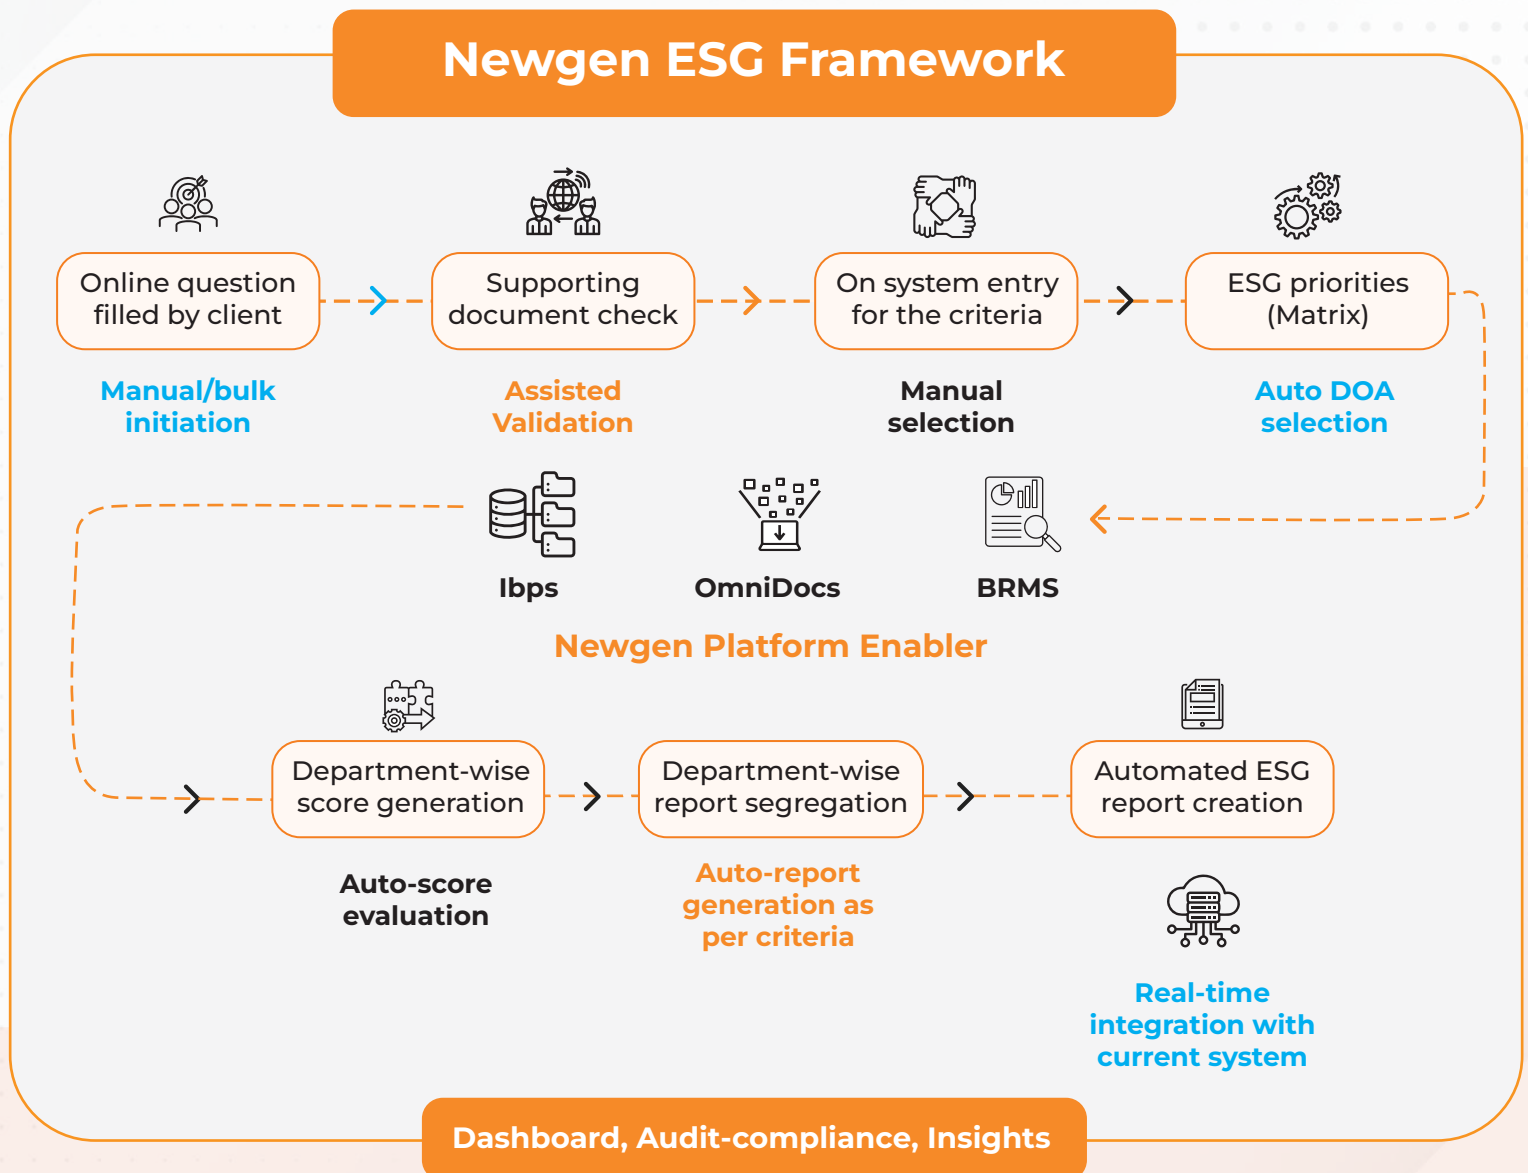 Newgen ESG Framework
Online question
filled by client
Supporting
document check
On system entry
for the criteria
ESG priorities
(Matrix)
Manual/bulk
initiation
Assisted
Validation
Manual
selection
Auto DOA
selection
Ibps
OmniDocs
BRMS
Newgen Platform Enabler
Department-wise
score generation
Department-wise
report segregation
Automated ESG
report creation
Auto-score
evaluation
Auto-report
generation as
per criteria
Real-time
integration with
current system
Dashboard, Audit-compliance, Insights